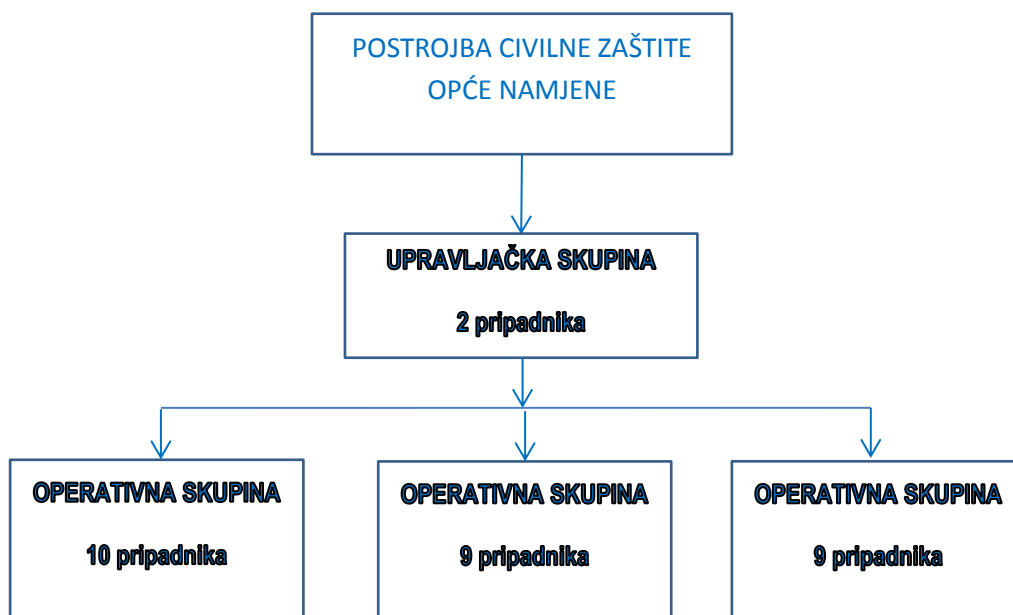 POSTROJBA CIVILNE ZAŠTITE
OPĆE NAMJENE
UPRAVLJAČKA SKUPINA
2 pripadnika
OPERATIVNA SKUPINA
10 pripadnika
OPERATIVNA SKUPINA
9 pripadnika
OPERATIVNA SKUPINA
9 pripadnika